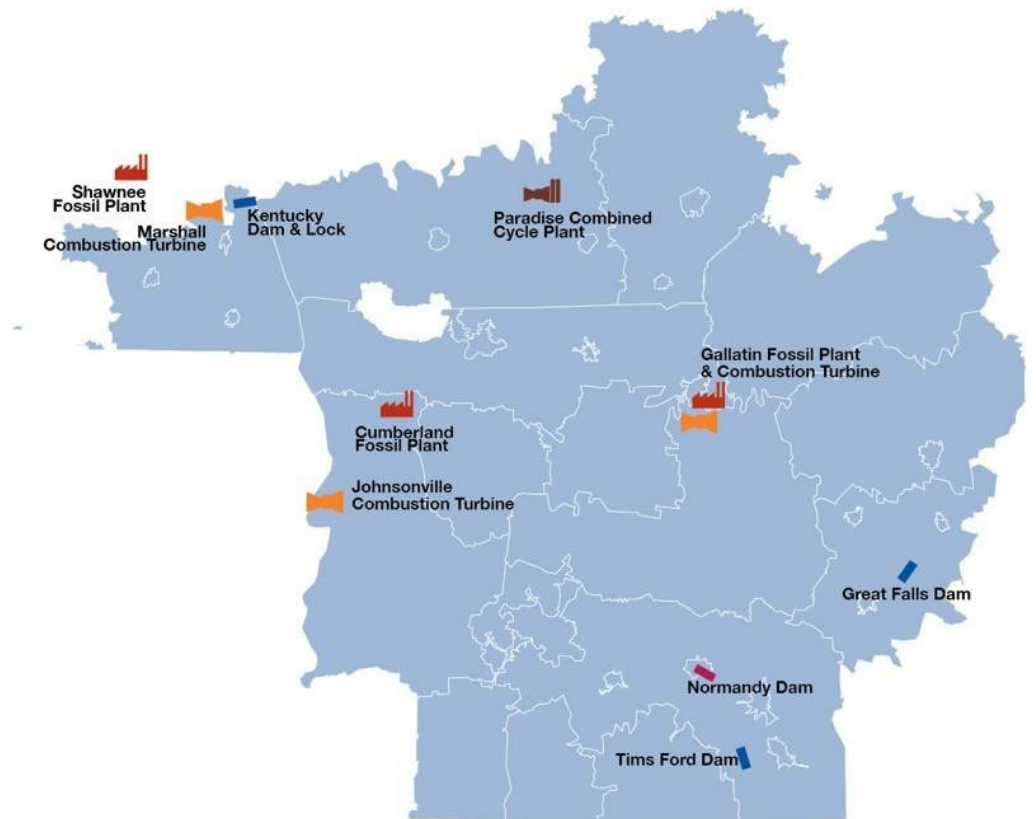 Shawnee
Fossil Plant
Marshall
Combustion Turbine
Kentucky
Dam & Lock
Paradise Combined
Cycle Plant
Gallatin Fossil Plant
& Combustion Turbine
Cumberland
Fossil Plant
Johnsonville
Combustion Turbine
Great Falls Dam
Normandy Dam
Tims Ford Dam